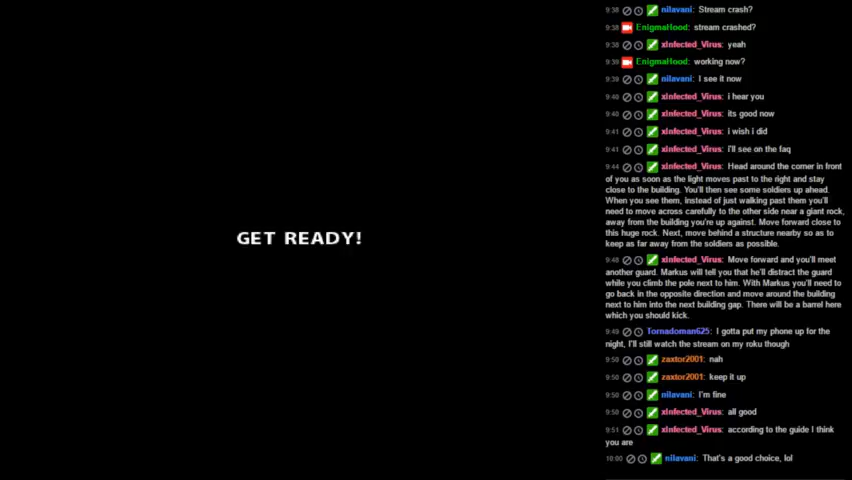 9:38 nilavani: Stream crash?
9:38 EnigmaHood: stream crashed?
9:38 xInfected_Virus: yeah
9:39 EnigmaHood: working now?
9:39 nilavani: I see it now
9:40 xInfected_Virus: i hear you
9:40 xInfected_Virus: its good now
9:41 xInfected_Virus: i wish i did
9:41 xInfected_Virus: i'll see on the faq
9:44 xInfected_Virus: Head around the corner in front
of you as soon as the light moves past to the right and stay
close to the building. You'll then see some soldiers up ahead.
When you see them, instead of just walking past them you'll
need to move across carefully to the other side near a giant rock,
away from the building you're up against. Move forward close to
this huge rock. Next, move behind a structure nearby so as to
keep as far away from the soldiers as possible.
GET READY!
9:48 xInfected_Virus: Move forward and you'll meet
another guard. Markus will tell you that he'll distract the guard
while you climb the pole next to him. With Markus you'll need to
go back in the opposite direction and move around the building
next to him into the next building gap. There will be a barrel here
which you should kick.
9:49 Tornadoman625: I gotta put my phone up for the
night, I'll still watch the stream on my roku though
9:50 zaxtor2001: nah
9:50 zaxtor2001: keep it up
9:50 nilavani: I'm fine
9:50 xInfected_Virus: all good
9:51 xInfected_Virus: according to the guide I think
you are
10:00 nilavani: That's a good choice, lol